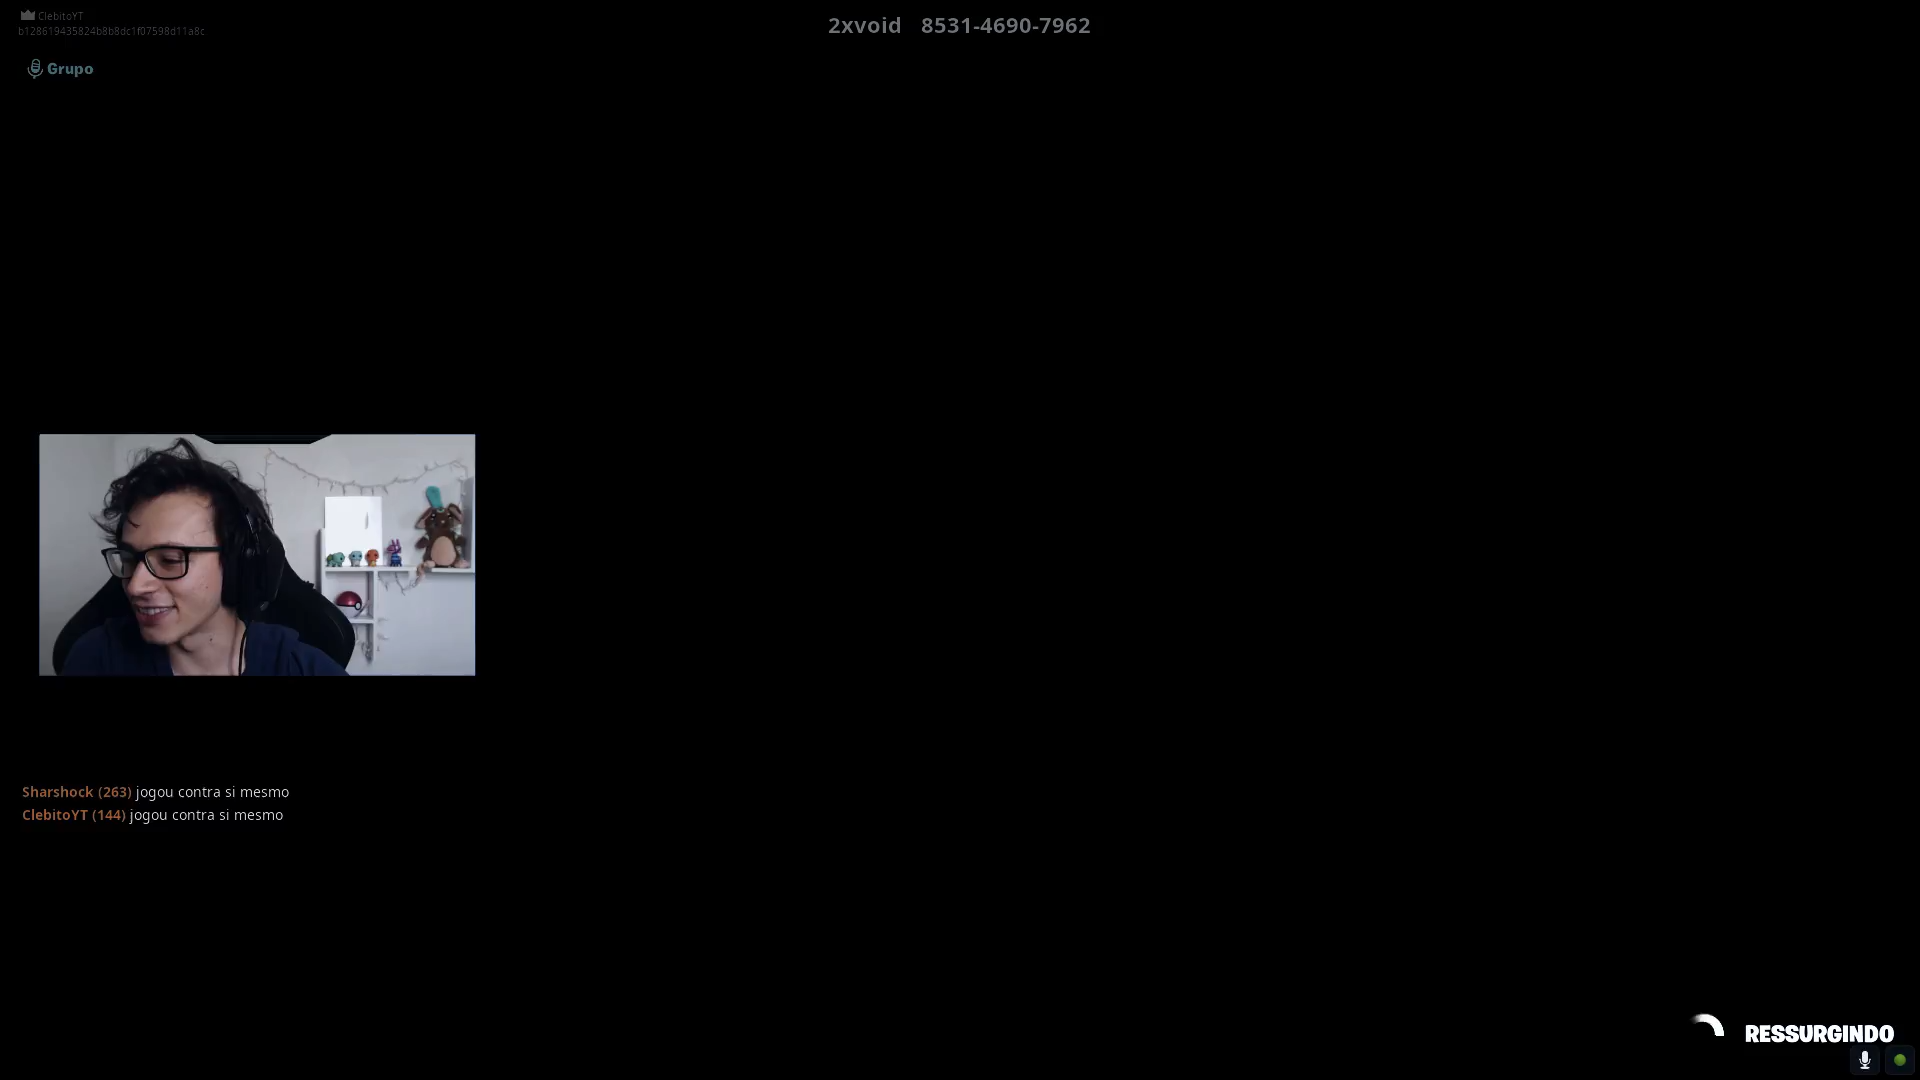 ClebitoYT
b128619435824b8b8dc1f07598d11a8c
2xvoid 8531-4690-7962
Grupo
Sharshock (263) jogou contra si mesmo
ClebitoYT (144) jogou contra si mesmo
RESSURGINDO